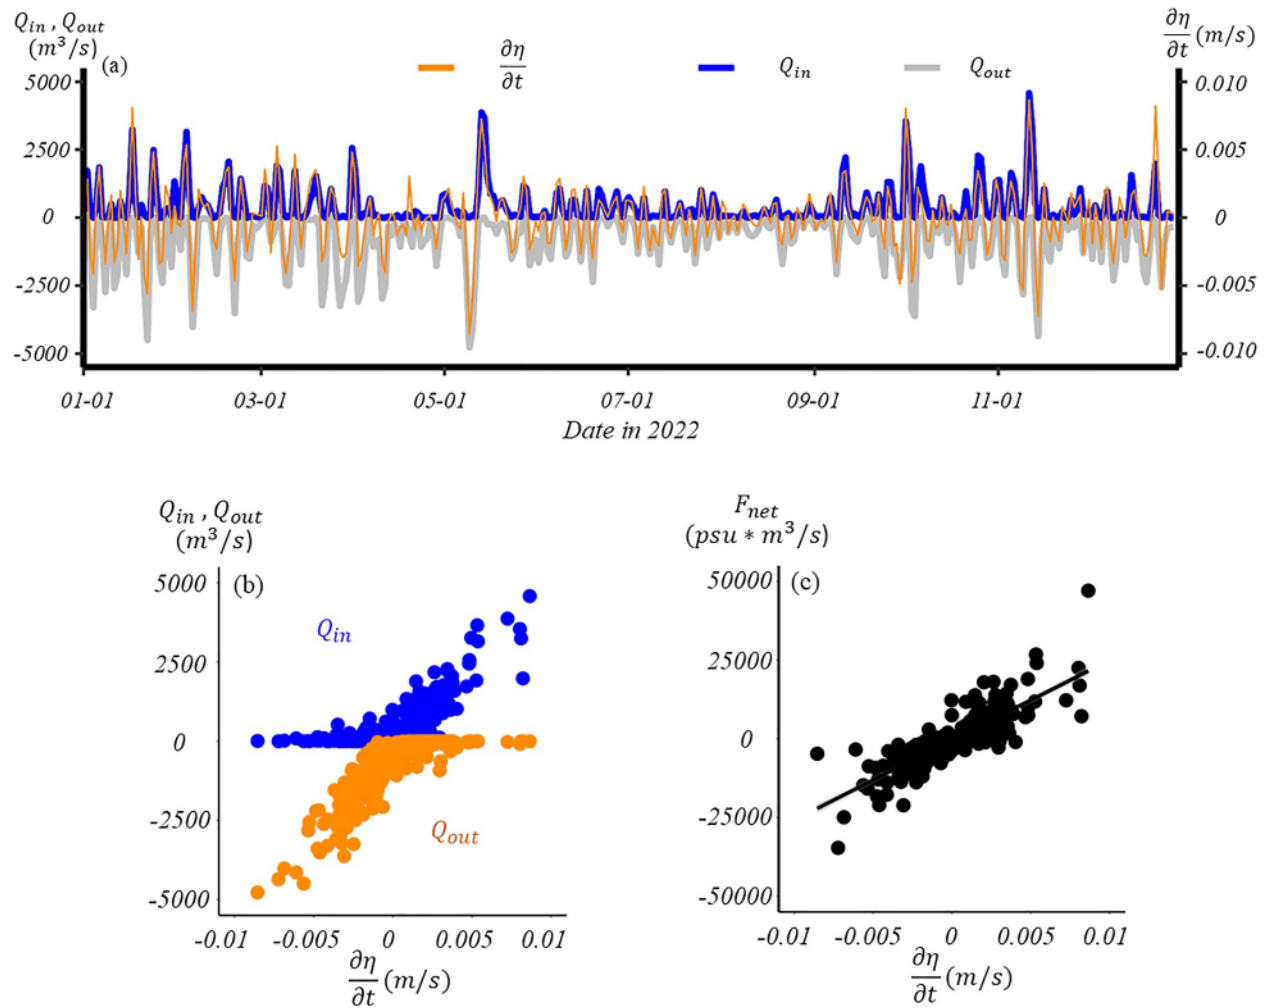 Q_in , Q_out
(m³/s)
∂η/∂t (m/s)
(a)
∂η/∂t
Q_in
Q_out
5000
2500
0
-2500
-5000
0.010
0.005
0
-0.005
-0.010
01-01 03-01 05-01 07-01 09-01 11-01
Date in 2022
Q_in , Q_out
(m³/s)
(b)
5000
2500
0
-2500
-5000
Q_in
Q_out
-0.01 -0.005 0 0.005 0.01
∂η/∂t (m/s)
F_net
(psu * m³/s)
(c)
50000
25000
0
-25000
-50000
-0.01 -0.005 0 0.005 0.01
∂η/∂t (m/s)